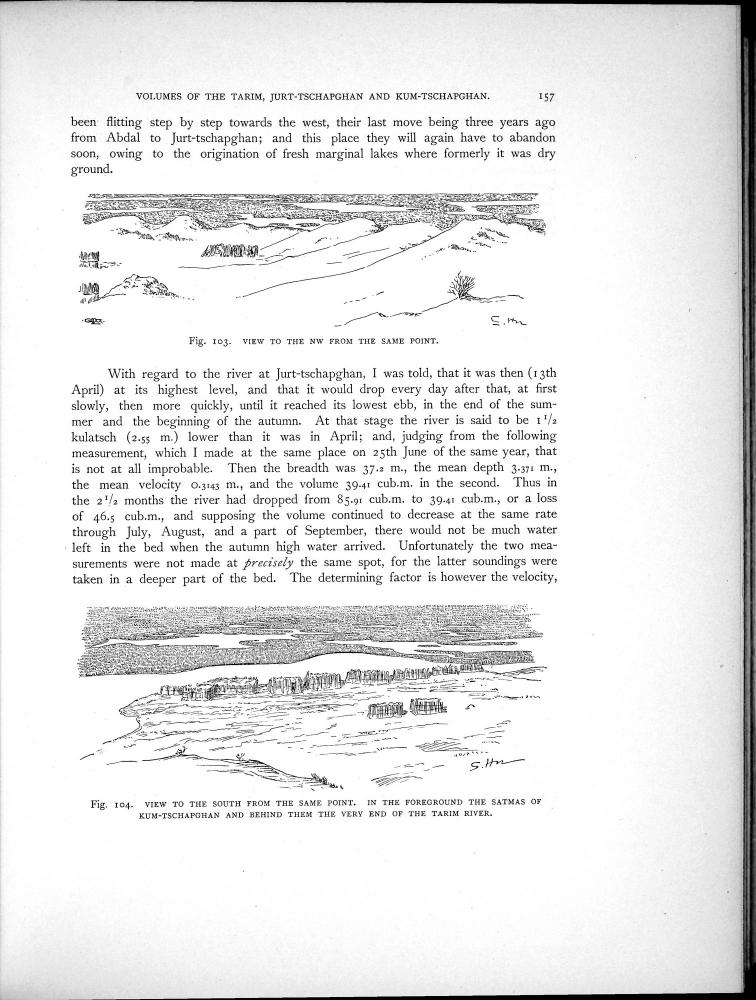 VOLUMES OF THE TARIM, JURT-TSCHAPGHAN AND KUM-TSCHAPGHAN. 157
been flitting step by step towards the west, their last move being three years ago
from Abdal to Jurt-tschapghan; and this place they will again have to abandon
soon, owing to the origination of fresh marginal lakes where formerly it was dry
ground.
Fig. 103. VIEW TO THE NW FROM THE SAME POINT.
With regard to the river at Jurt-tschapghan, I was told, that it was then (13th
April) at its highest level, and that it would drop every day after that, at first
slowly, then more quickly, until it reached its lowest ebb, in the end of the sum-
mer and the beginning of the autumn. At that stage the river is said to be 1 1/2
kulatsch (2.55 m.) lower than it was in April; and, judging from the following
measurement, which I made at the same place on 25th June of the same year, that
is not at all improbable. Then the breadth was 37.2 m., the mean depth 3.371 m.,
the mean velocity 0.3143 m., and the volume 39.41 cub.m. in the second. Thus in
the 2 1/2 months the river had dropped from 85.91 cub.m. to 39.41 cub.m., or a loss
of 46.5 cub.m., and supposing the volume continued to decrease at the same rate
through July, August, and a part of September, there would not be much water
left in the bed when the autumn high water arrived. Unfortunately the two mea-
surements were not made at precisely the same spot, for the latter soundings were
taken in a deeper part of the bed. The determining factor is however the velocity,
Fig. 104. VIEW TO THE SOUTH FROM THE SAME POINT. IN THE FOREGROUND THE SATMAS OF
KUM-TSCHAPGHAN AND BEHIND THEM THE VERY END OF THE TARIM RIVER.